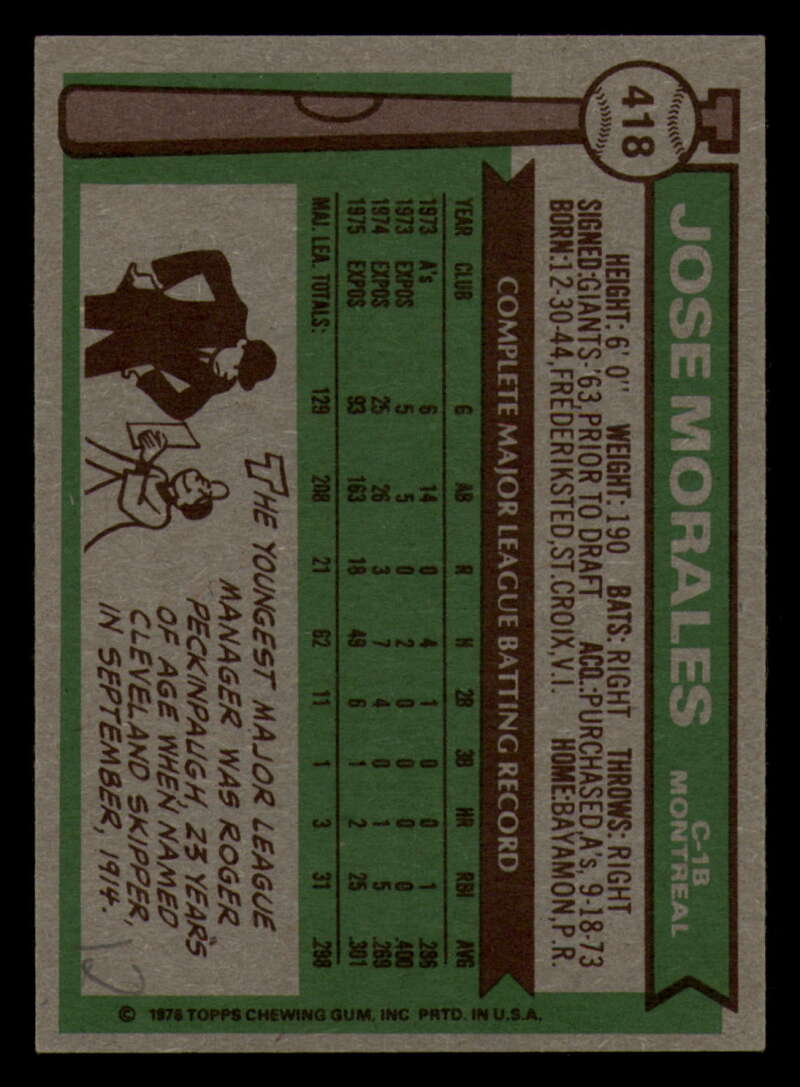 418
JOSE MORALES
C-1B
MONTREAL
HEIGHT: 6' 0" WEIGHT: 190 BATS: RIGHT THROWS: RIGHT
SIGNED: GIANTS-'63, PRIOR TO DRAFT ACQ.: PURCHASED, A's, 9-18-73
BORN: 12-30-44, FREDERIKSTED, ST. CROIX, V.I. HOME: BAYAMON, P.R.
COMPLETE MAJOR LEAGUE BATTING RECORD
YEAR CLUB G AB R H 2B 3B HR RBI AVG
1973 A's 6 14 0 4 1 0 0 1 .286
1973 EXPOS 5 5 0 2 0 0 0 0 .400
1974 EXPOS 25 26 3 7 4 0 1 5 .269
1975 EXPOS 93 163 18 49 6 1 2 25 .301
MAJ. LEA. TOTALS: 129 208 21 62 11 1 3 31 .298
THE YOUNGEST MAJOR LEAGUE
MANAGER WAS ROGER
PECKINPAUGH, 23 YEAR'S
OF AGE WHEN NAMED
CLEVELAND SKIPPER,
IN SEPTEMBER, 1914.
© 1976 TOPPS CHEWING GUM, INC PRTD. IN U.S.A.